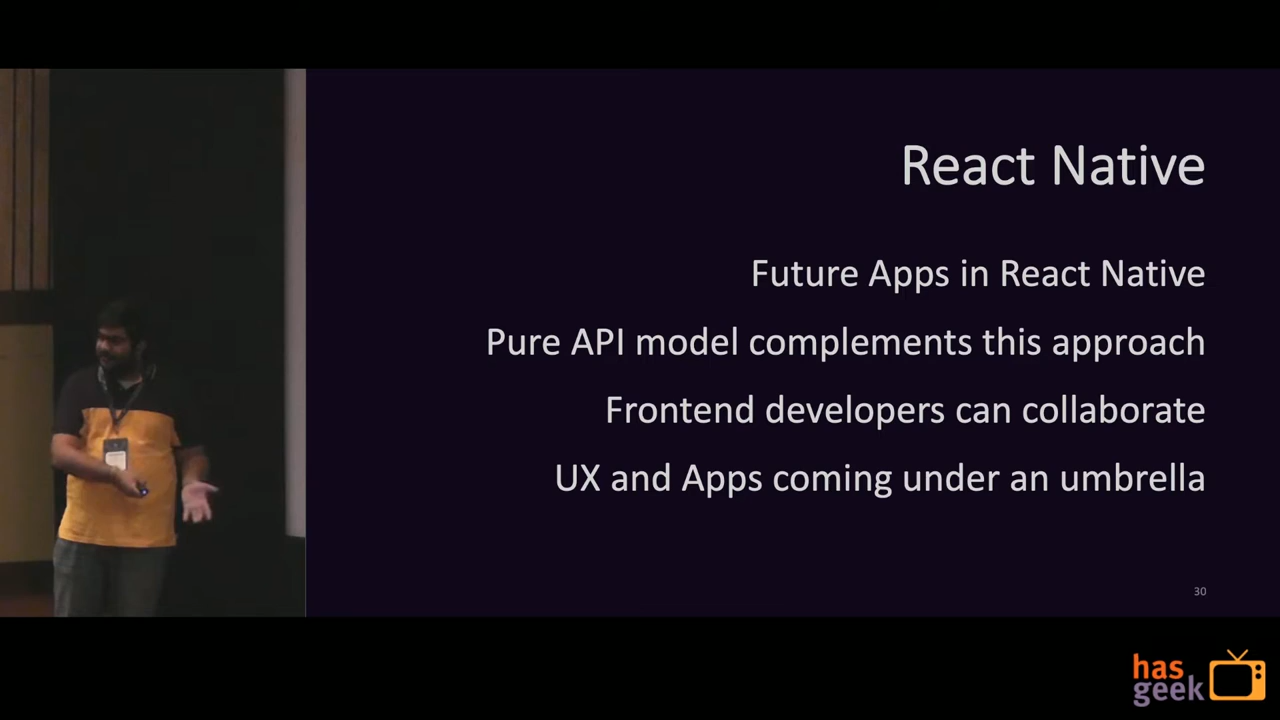 React Native
Future Apps in React Native
Pure API model complements this approach
Frontend developers can collaborate
UX and Apps coming under an umbrella
30
has
geek